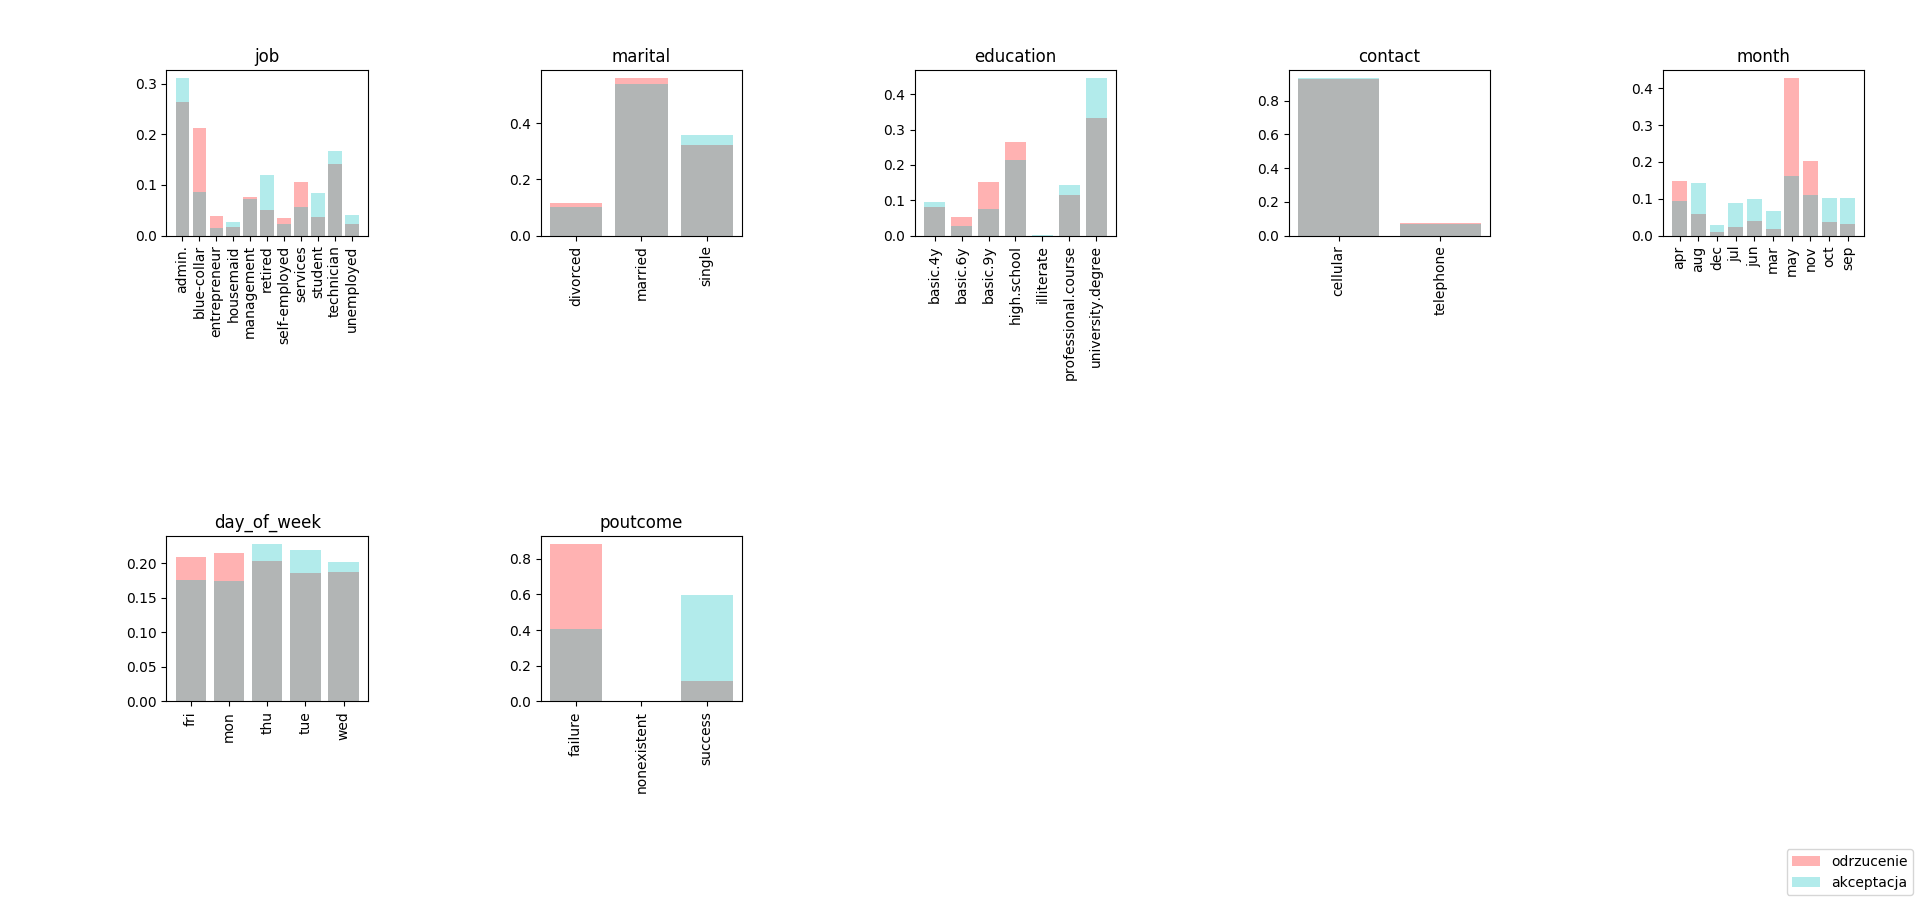 job
0.3
0.2
0.1
0.0
admin.
blue-collar
entrepreneur
housemaid
management
retired
self-employed
services
student
technician
unemployed
marital
0.4
0.2
0.0
divorced
married
single
education
0.4
0.3
0.2
0.1
0.0
basic.4y
basic.6y
basic.9y
high.school
illiterate
professional.course
university.degree
contact
0.8
0.6
0.4
0.2
0.0
cellular
telephone
month
0.4
0.3
0.2
0.1
0.0
apr
aug
dec
jul
jun
mar
may
nov
oct
sep
day_of_week
0.20
0.15
0.10
0.05
0.00
fri
mon
thu
tue
wed
poutcome
0.8
0.6
0.4
0.2
0.0
failure
nonexistent
success
odrzucenie
akceptacja